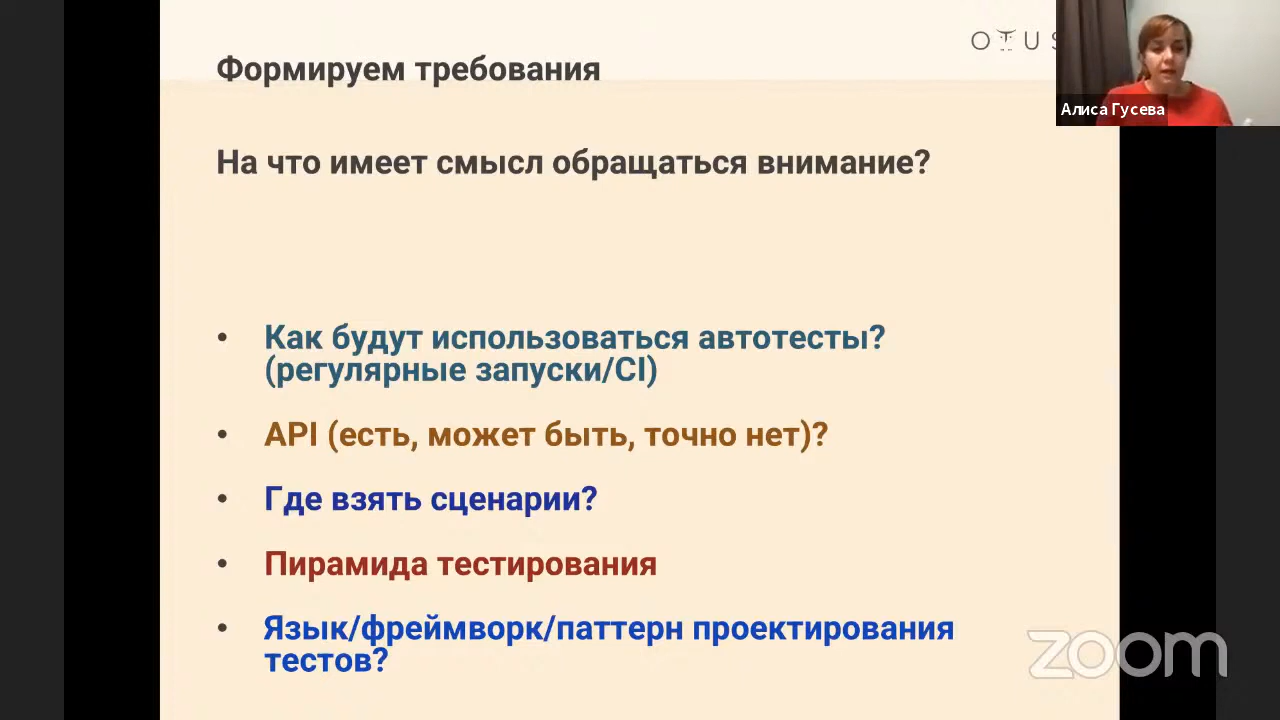 OTUS
Формируем требования
Алиса Гусева
На что имеет смысл обращаться внимание?
• Как будут использоваться автотесты?
(регулярные запуски/CI)
• API (есть, может быть, точно нет)?
• Где взять сценарии?
• Пирамида тестирования
• Язык/фреймворк/паттерн проектирования
тестов?
zoom